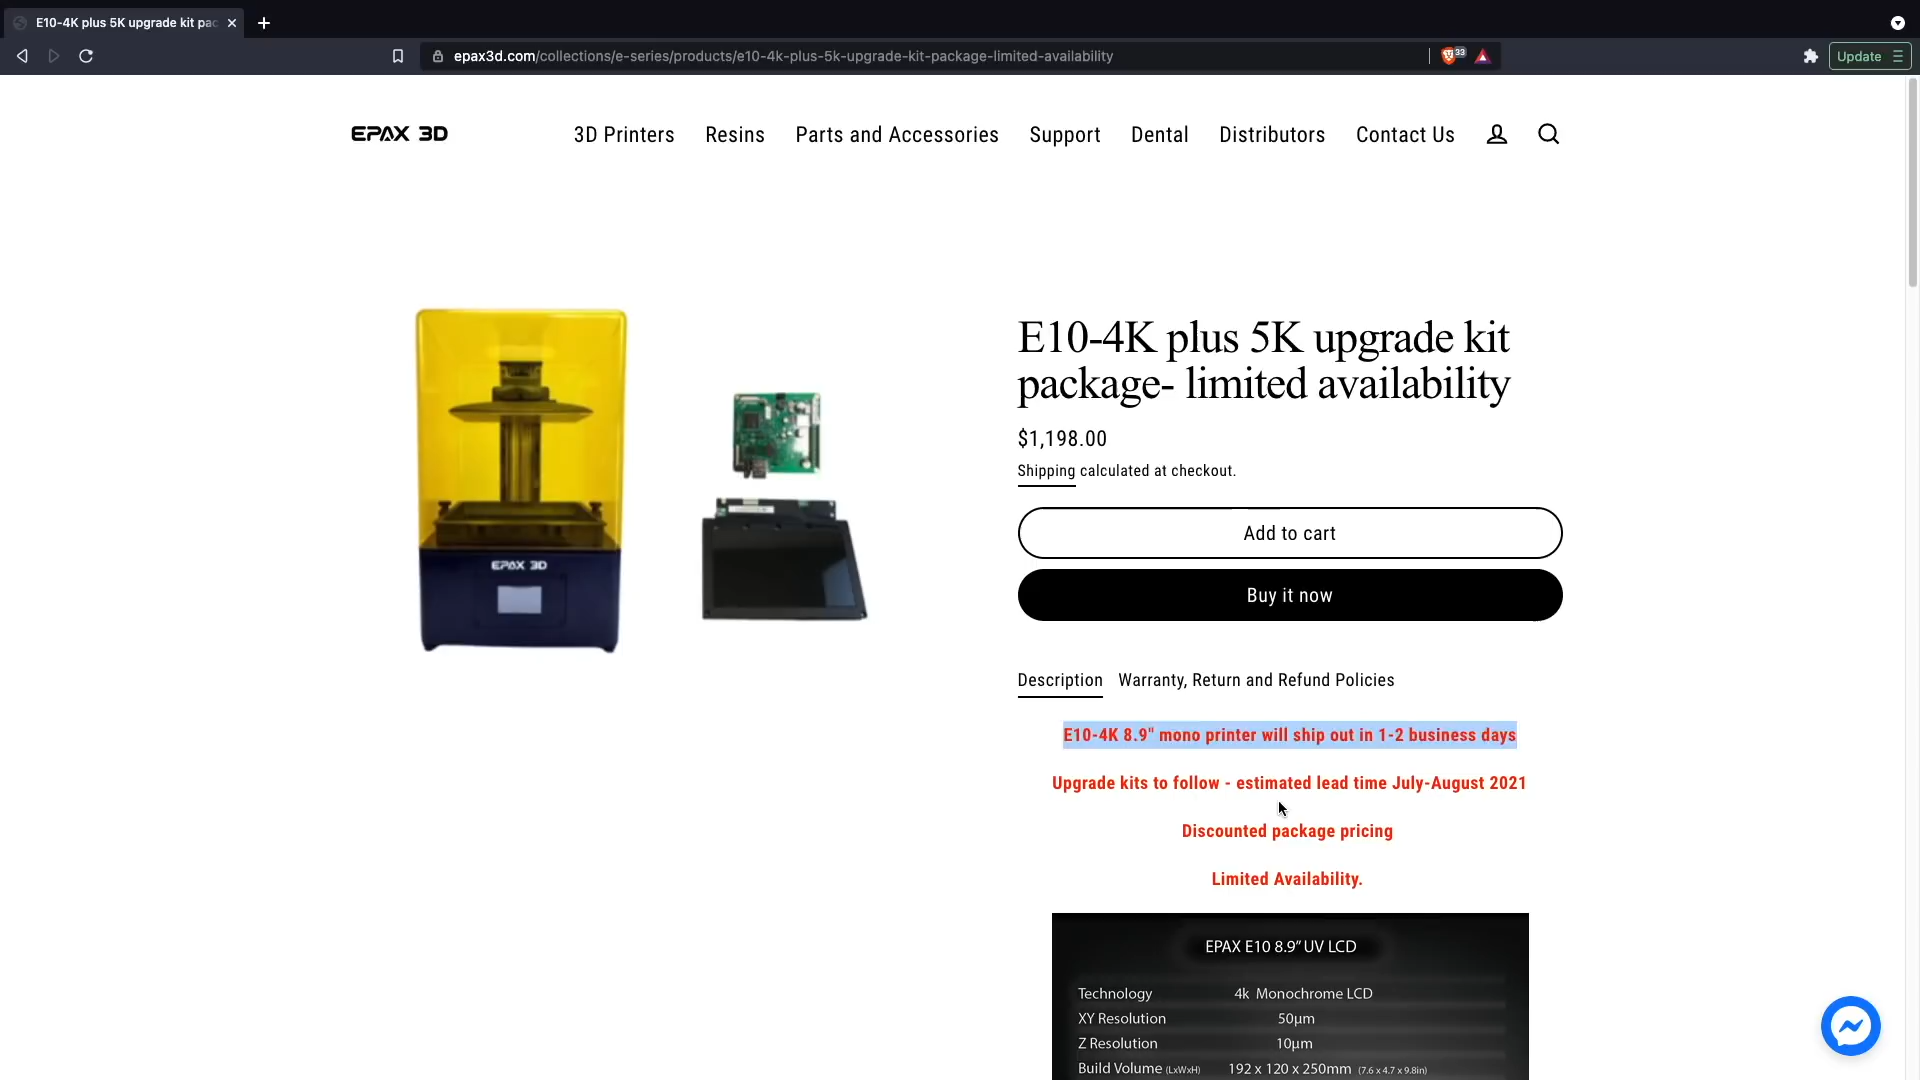 E10-4K plus 5K upgrade kit pac
epax3d.com/collections/e-series/products/e10-4k-plus-5k-upgrade-kit-package-limited-availability
33
Update
EPAX 3D
3D Printers
Resins
Parts and Accessories
Support
Dental
Distributors
Contact Us
EPAX 3D
E10-4K plus 5K upgrade kit
package- limited availability
$1,198.00
Shipping calculated at checkout.
Add to cart
Buy it now
Description
Warranty, Return and Refund Policies
E10-4K 8.9" mono printer will ship out in 1-2 business days
Upgrade kits to follow - estimated lead time July-August 2021
Discounted package pricing
Limited Availability.
EPAX E10 8.9” UV LCD
Technology 4k Monochrome LCD
XY Resolution 50µm
Z Resolution 10µm
Build Volume (LxWxH) 192 x 120 x 250mm (7.6 x 4.7 x 9.8in)